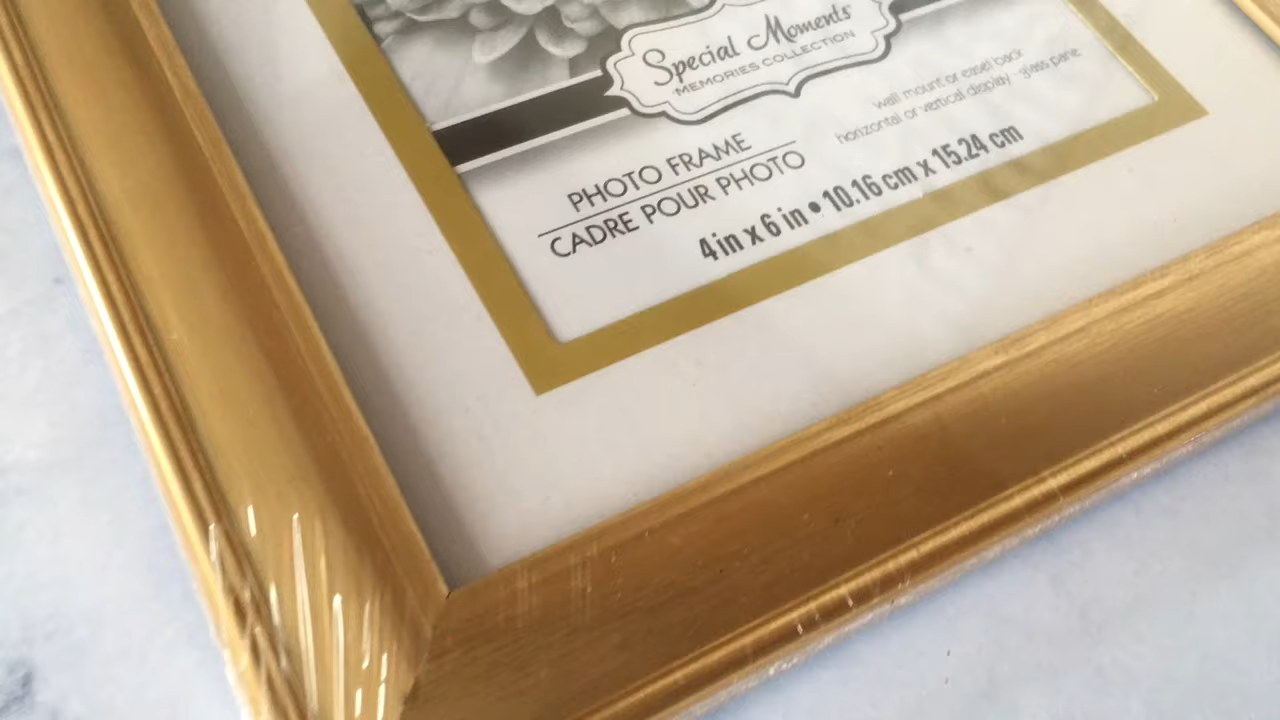 Special Moments
MEMORIES COLLECTION
wall mount or easel back
horizontal or vertical display · glass pane
PHOTO FRAME
CADRE POUR PHOTO
4 in x 6 in • 10.16 cm x 15.24 cm